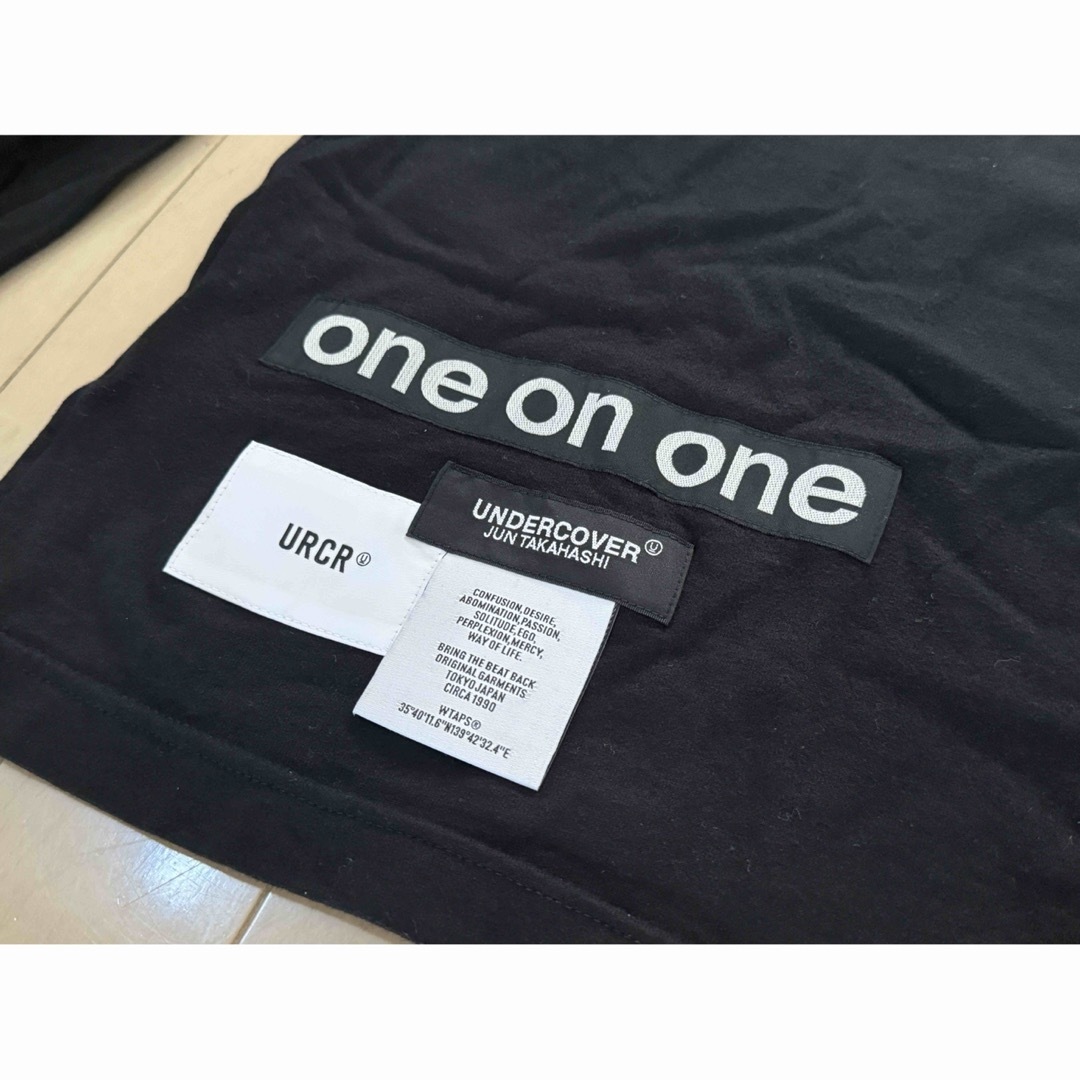 one on one
URCR Ⓤ
UNDERCOVER Ⓤ
JUN TAKAHASHI
CONFUSION,DESIRE,
ABOMINATION,PASSION,
SOLITUDE,EGO,
PERPLEXION,MERCY,
WAY OF LIFE.
BRING THE BEAT BACK
ORIGINAL GARMENTS
TOKYO JAPAN
CIRCA 1990
WTAPS®
35°40'11.6"N139°42'32.4"E